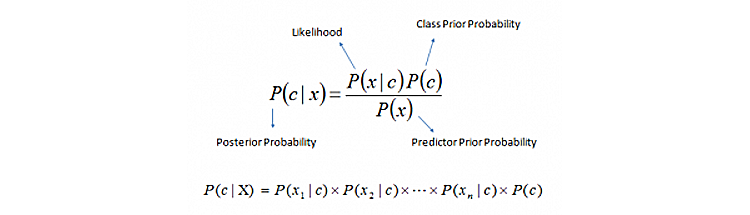 Likelihood
Class Prior Probability
P(c | x) = P(x | c)P(c) / P(x)
Posterior Probability
Predictor Prior Probability
P(c | X) = P(x₁ | c) × P(x₂ | c) × ··· × P(xₙ | c) × P(c)